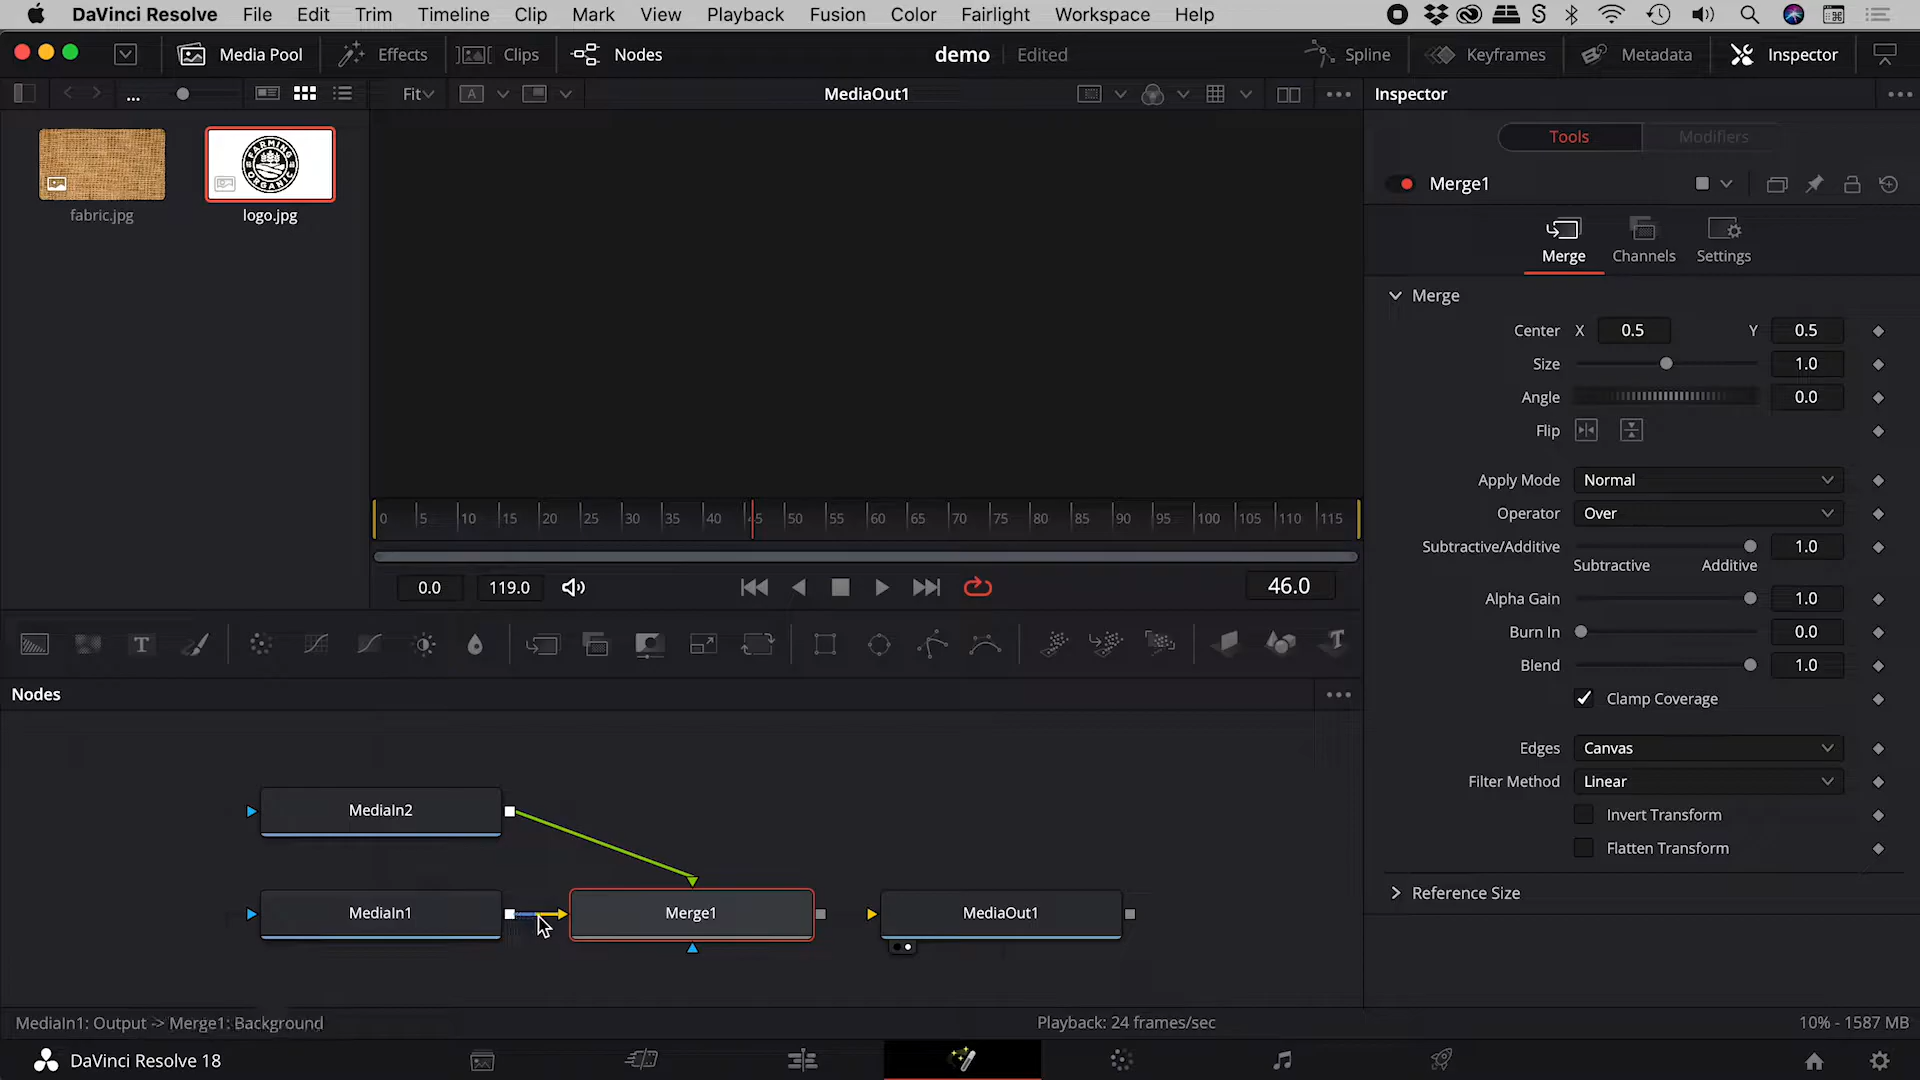 DaVinci Resolve File Edit Trim Timeline Clip Mark View Playback Fusion Color Fairlight Workspace Help
Media Pool Effects Clips Nodes demo Edited Spline Keyframes Metadata Inspector
... Fit A MediaOut1 Inspector
Tools Modifiers
FARMING
ORGANIC
fabric.jpg logo.jpg
Merge1
Merge Channels Settings
Merge
Center X 0.5 Y 0.5
Size 1.0
Angle 0.0
Flip
Apply Mode Normal
Operator Over
Subtractive/Additive 1.0
Subtractive Additive
Alpha Gain 1.0
Burn In 0.0
Blend 1.0
Clamp Coverage
Edges Canvas
Filter Method Linear
Invert Transform
Flatten Transform
Reference Size
0 5 10 15 20 25 30 35 40 45 50 55 60 65 70 75 80 85 90 95 100 105 110 115
0.0 119.0 46.0
T T
Nodes
MediaIn2
MediaIn1 Merge1 MediaOut1
MediaIn1: Output -> Merge1: Background Playback: 24 frames/sec 10% - 1587 MB
DaVinci Resolve 18